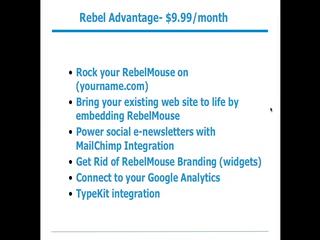 Rebel Advantage- $9.99/month
• Rock your RebelMouse on
(yourname.com)
• Bring your existing web site to life by
embedding RebelMouse
• Power social e-newsletters with
MailChimp Integration
• Get Rid of RebelMouse Branding (widgets)
• Connect to your Google Analytics
• TypeKit integration